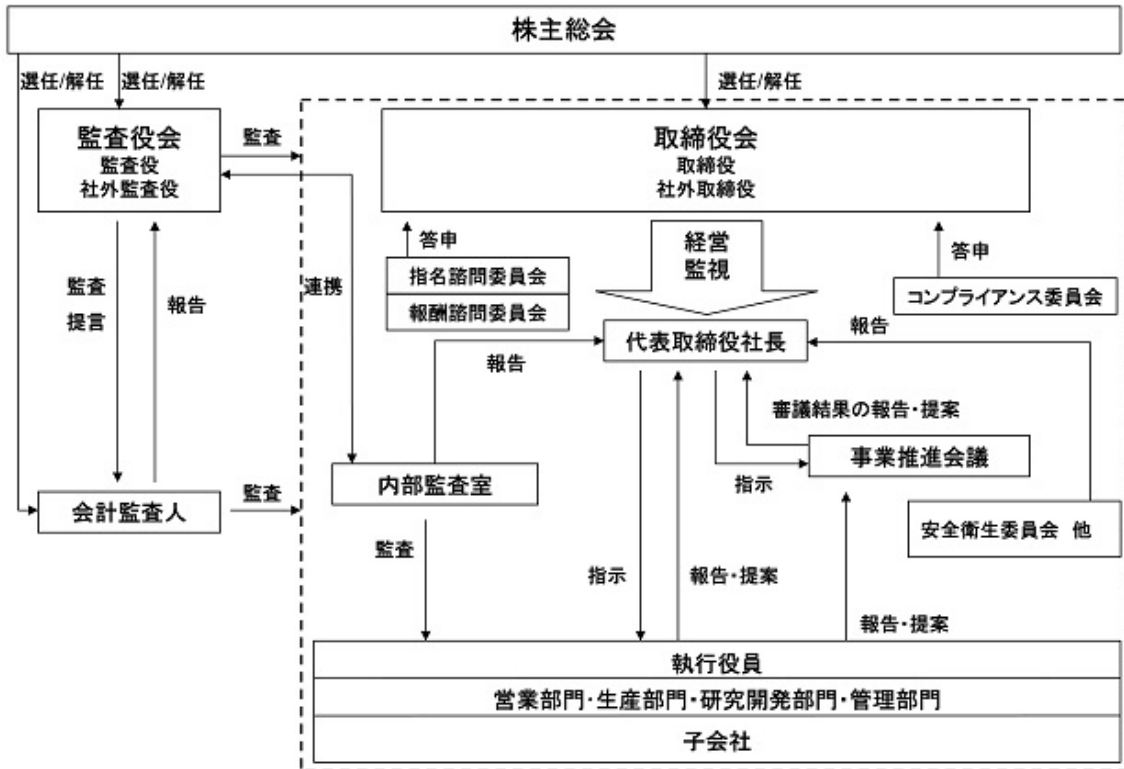 株主総会
選任/解任
選任/解任
選任/解任
監査役会
監査役
社外監査役
監査
取締役会
取締役
社外取締役
答申
経営
監視
答申
指名諮問委員会
報酬諮問委員会
コンプライアンス委員会
監査
提言
報告
連携
代表取締役社長
報告
報告
審議結果の報告・提案
事業推進会議
内部監査室
指示
会計監査人
監査
安全衛生委員会 他
監査
指示
報告・提案
報告・提案
執行役員
営業部門・生産部門・研究開発部門・管理部門
子会社